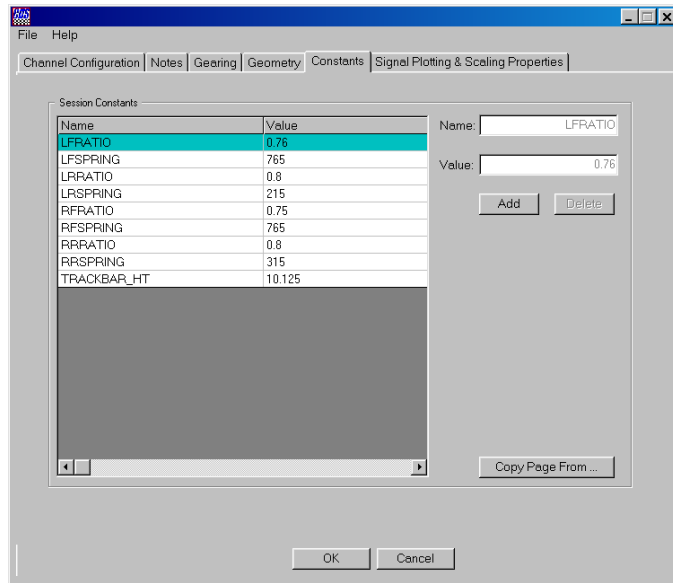 File Help
Channel Configuration Notes Gearing Geometry Constants Signal Plotting & Scaling Properties
Session Constants
Name Value
LFRATIO 0.76
LFSPRING 765
LRRATIO 0.8
LRSPRING 215
RFRATIO 0.75
RFSPRING 765
RRRATIO 0.8
RRSPRING 315
TRACKBAR_HT 10.125
Name: LFRATIO
Value: 0.76
Add Delete
Copy Page From ...
OK Cancel